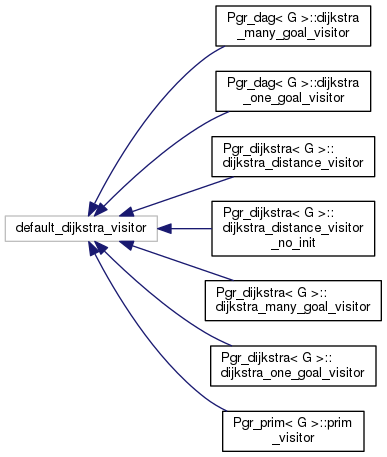 Pgr_dag< G >::dijkstra
_many_goal_visitor
Pgr_dag< G >::dijkstra
_one_goal_visitor
Pgr_dijkstra< G >::
dijkstra_distance_visitor
default_dijkstra_visitor
Pgr_dijkstra< G >::
dijkstra_distance_visitor
_no_init
Pgr_dijkstra< G >::
dijkstra_many_goal_visitor
Pgr_dijkstra< G >::
dijkstra_one_goal_visitor
Pgr_prim< G >::prim
_visitor